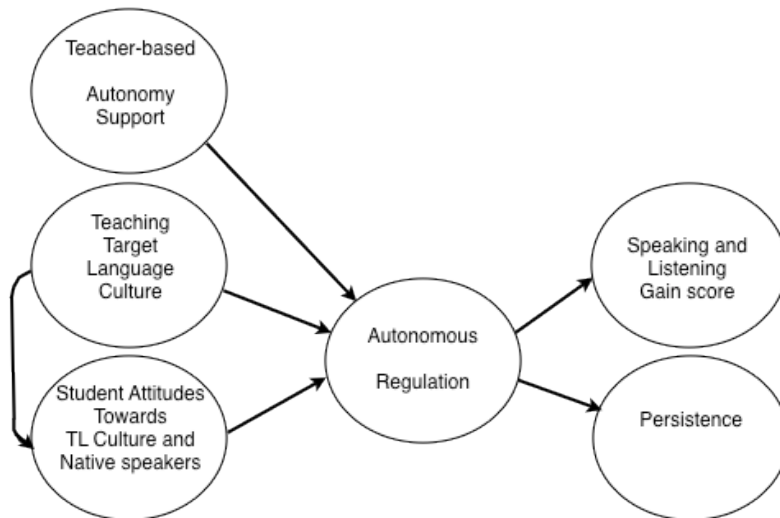 Teacher-based
Autonomy
Support
Teaching
Target
Language
Culture
Student Attitudes
Towards
TL Culture and
Native speakers
Autonomous
Regulation
Speaking and
Listening
Gain score
Persistence